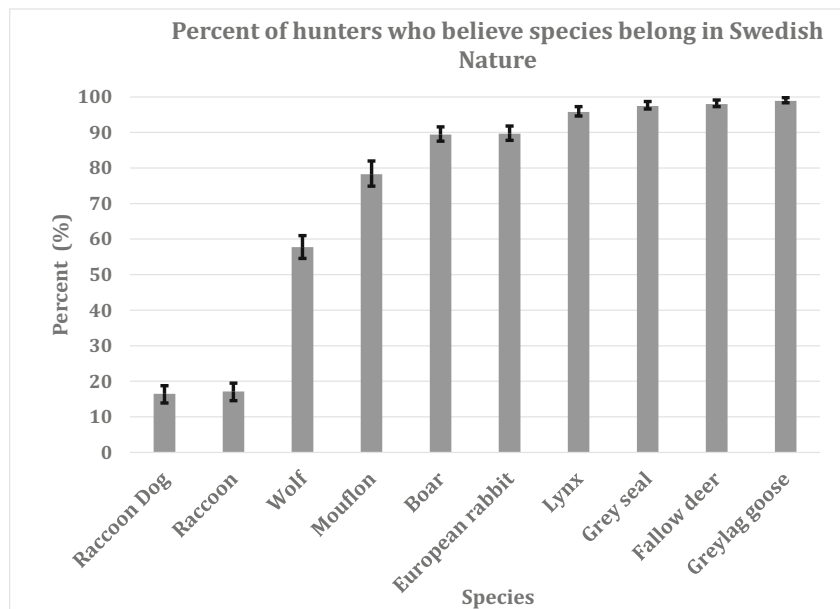 Percent of hunters who believe species belong in Swedish
Nature
Percent (%)
100
90
80
70
60
50
40
30
20
10
0
Raccoon Dog
Raccoon
Wolf
Mouflon
Boar
European rabbit
Lynx
Grey seal
Fallow deer
Greylag goose
Species